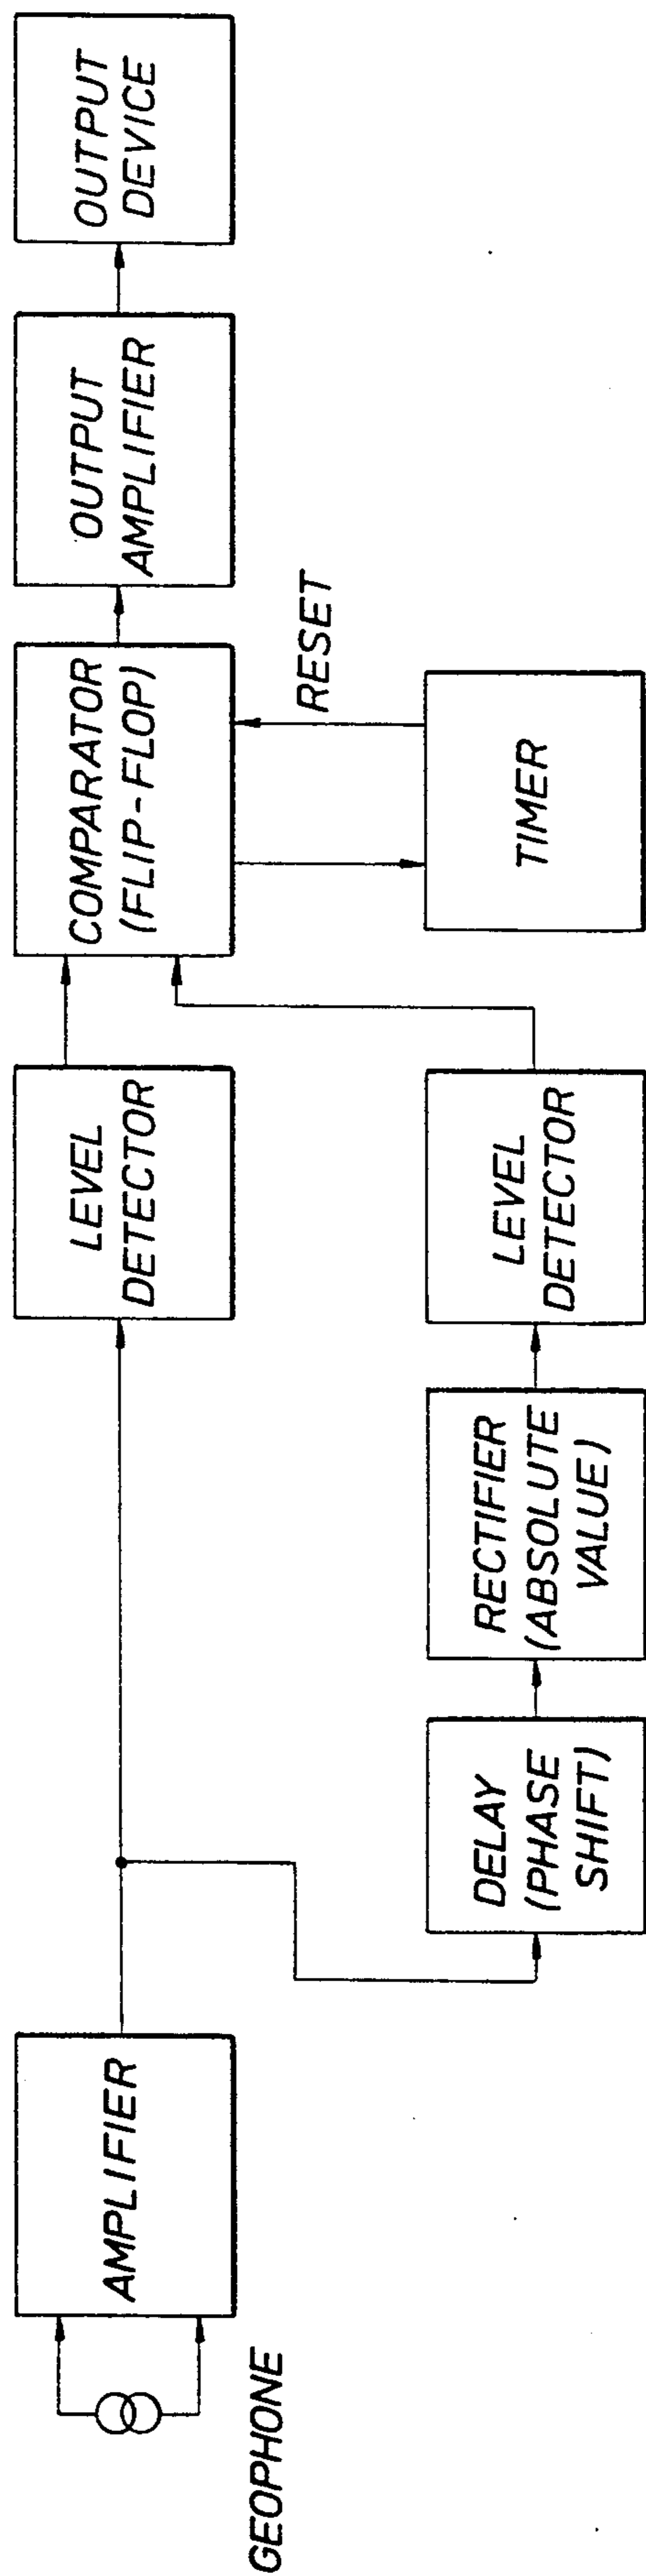 GEOPHONE
AMPLIFIER
LEVEL
DETECTOR
COMPARATOR
(FLIP-FLOP)
OUTPUT
AMPLIFIER
OUTPUT
DEVICE
DELAY
(PHASE
SHIFT)
RECTIFIER
(ABSOLUTE
VALUE)
LEVEL
DETECTOR
TIMER
RESET